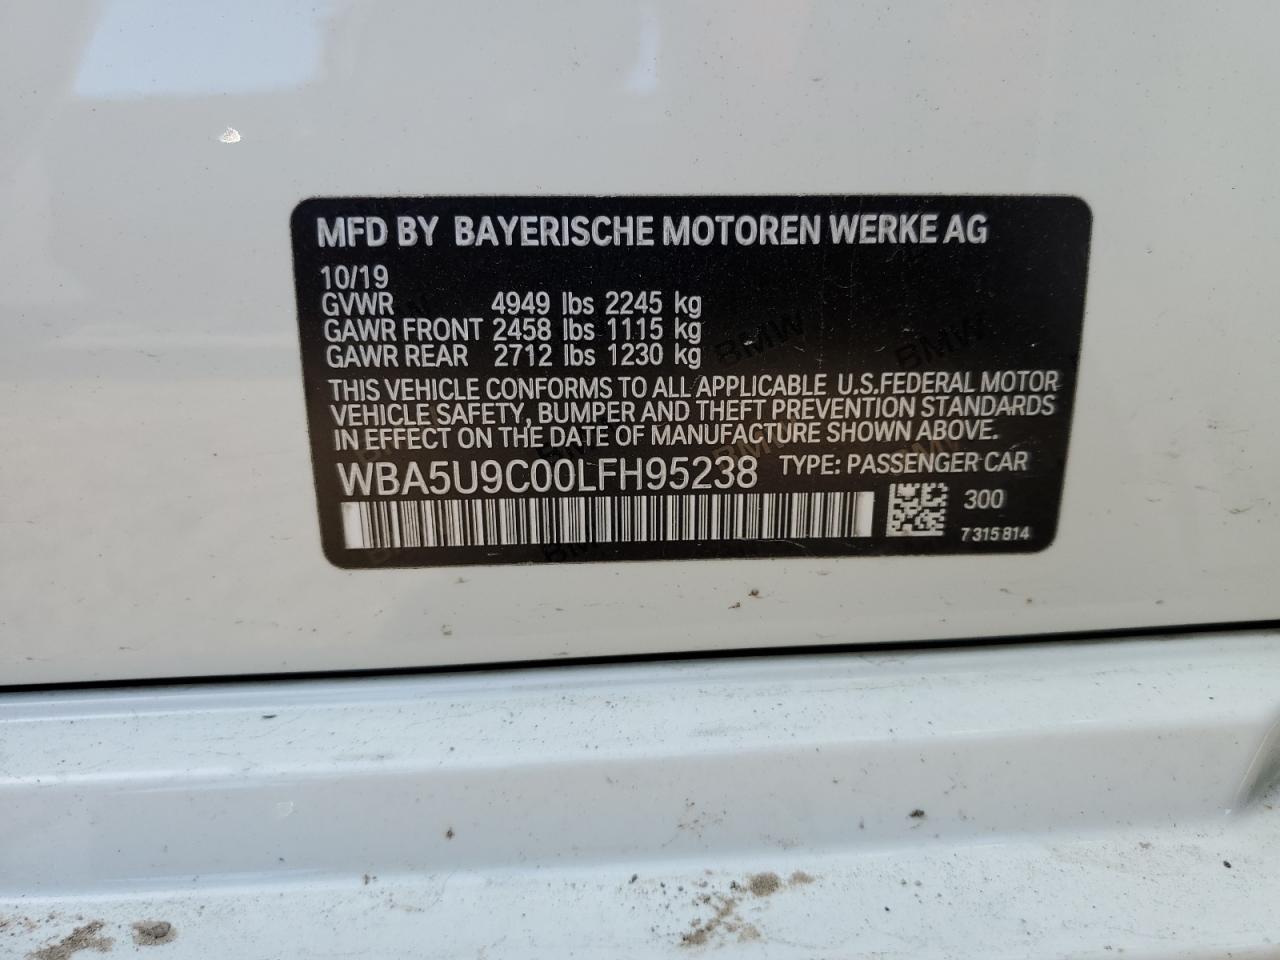 MFD BY BAYERISCHE MOTOREN WERKE AG
10/19
GVWR 4949 lbs 2245 kg
GAWR FRONT 2458 lbs 1115 kg
GAWR REAR 2712 lbs 1230 kg
THIS VEHICLE CONFORMS TO ALL APPLICABLE U.S.FEDERAL MOTOR
VEHICLE SAFETY, BUMPER AND THEFT PREVENTION STANDARDS
IN EFFECT ON THE DATE OF MANUFACTURE SHOWN ABOVE.
WBA5U9C00LFH95238 TYPE: PASSENGER CAR
300
7 315 814
BMW
BMW